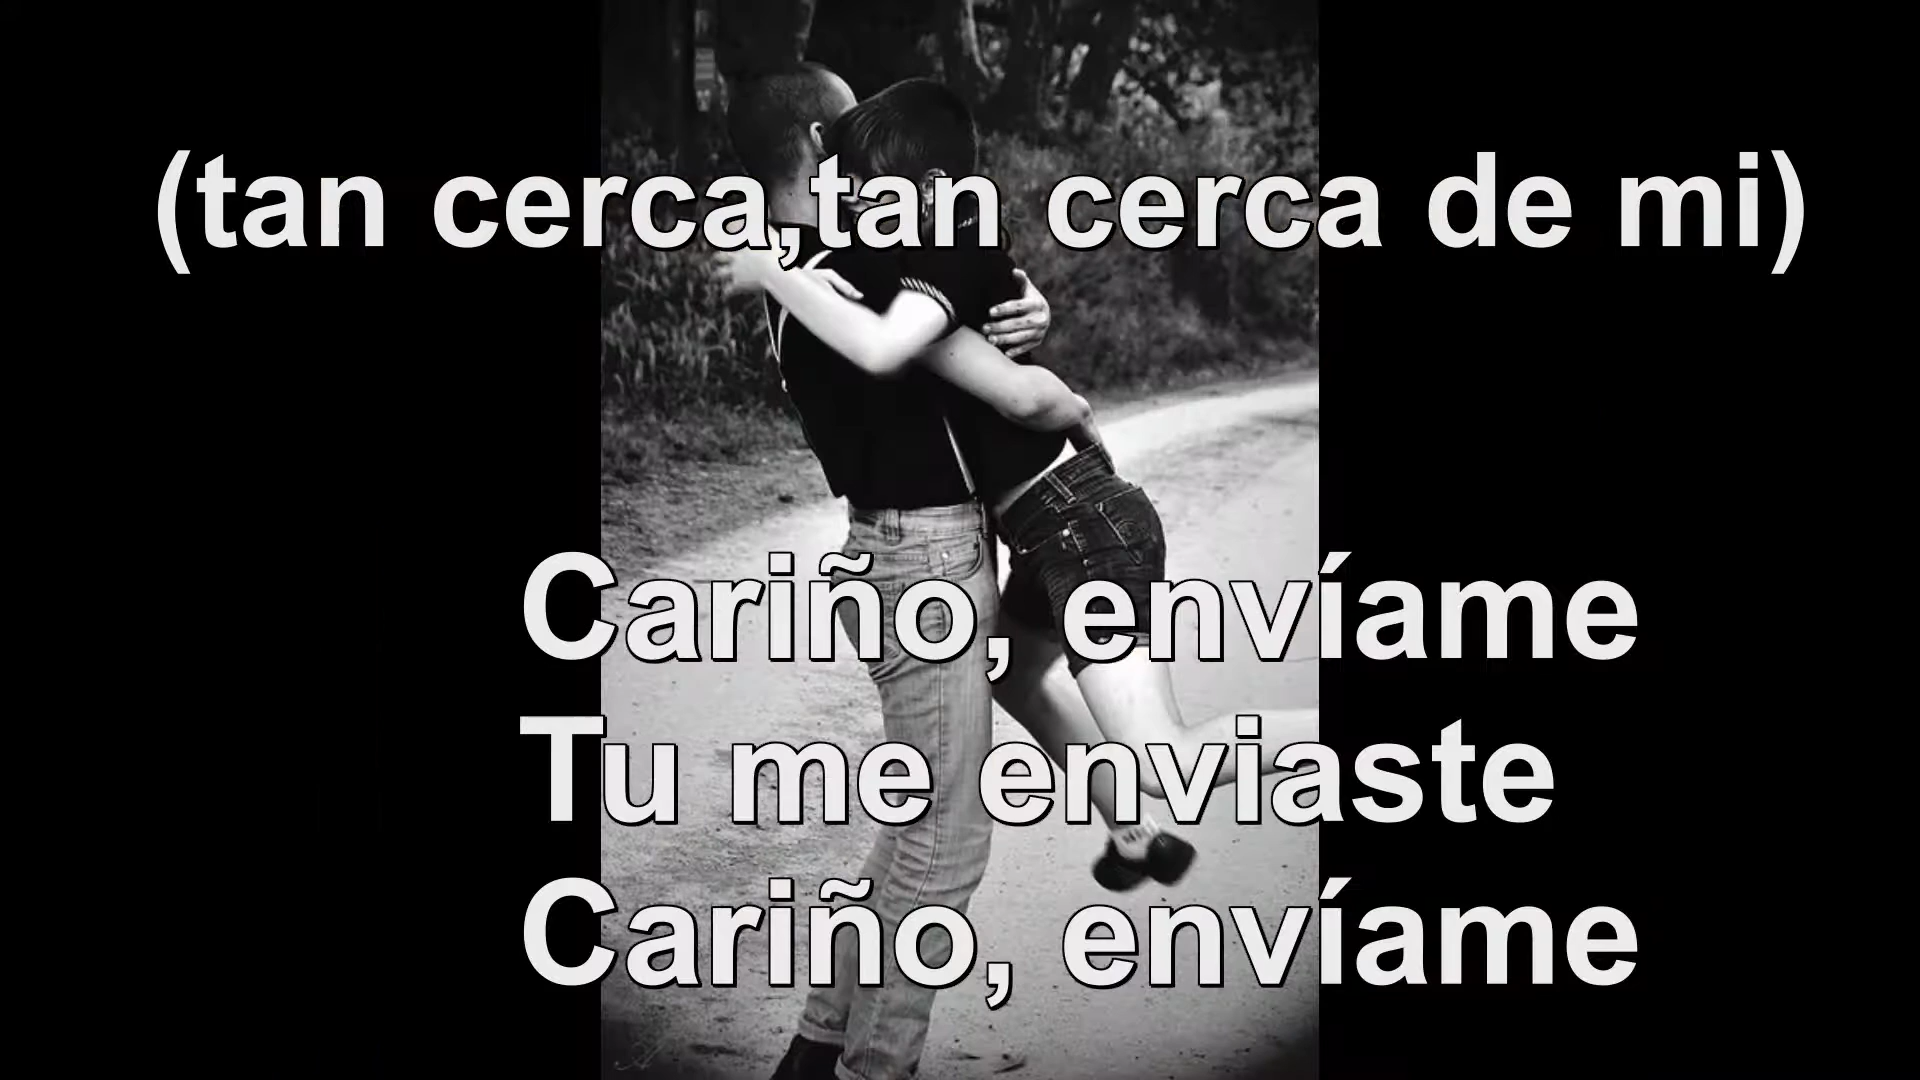 (tan cerca,tan cerca de mi)
Cariño, envíame
Tu me enviaste
Cariño, envíame